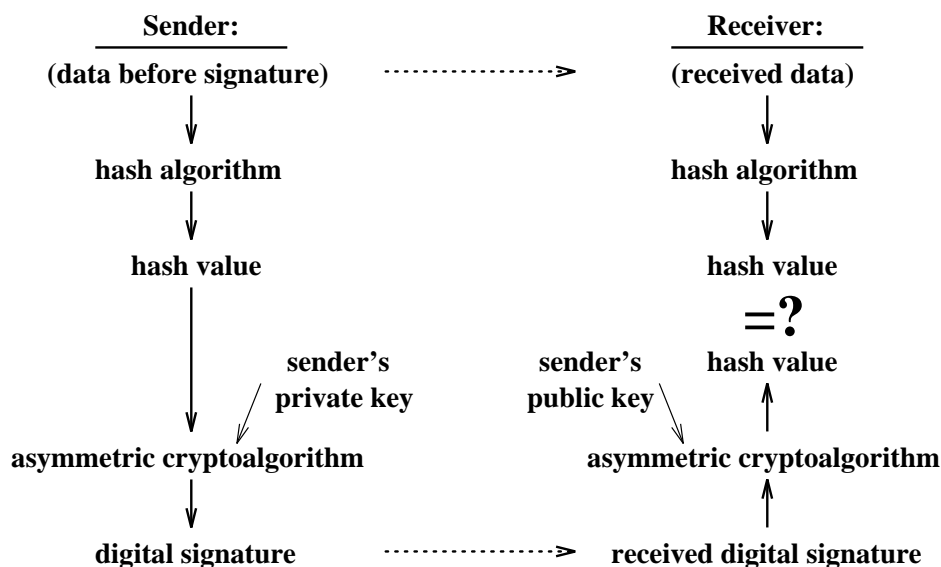 Sender:
Receiver:
(data before signature)
(received data)
hash algorithm
hash algorithm
hash value
hash value
=?
sender's
private key
sender's
public key
hash value
asymmetric cryptoalgorithm
asymmetric cryptoalgorithm
digital signature
received digital signature